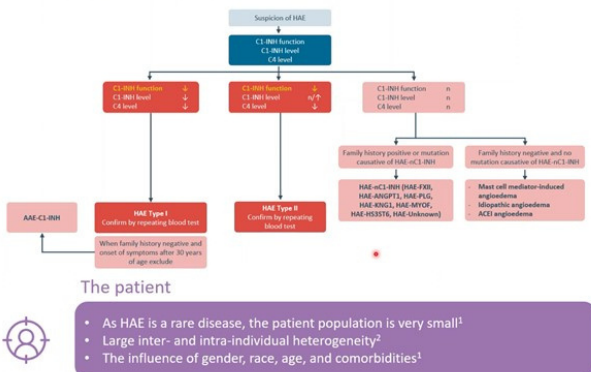 Suspicion of HAE
C1-INH function
C1-INH level
C4 level
C1-INH function ↓
C1-INH level ↓
C4 level ↓
C1-INH function ↓
C1-INH level n/↑
C4 level ↓
C1-INH function n
C1-INH level n
C4 level n
Family history positive or mutation
causative of HAE-nC1-INH
Family history negative and no
mutation causative of HAE-nC1-INH
AAE-C1-INH
HAE Type I
Confirm by repeating blood test
HAE Type II
Confirm by repeating
blood test
HAE-nC1-INH (HAE-FXII,
HAE-ANGPT1, HAE-PLG,
HAE-KNG1, HAE-MYOF,
HAE-HS3ST6, HAE-Unknown)
- Mast cell mediator-induced
angioedema
- Idiopathic angioedema
- ACEI angioedema
When family history negative and
onset of symptoms after 30 years
of age exclude
The patient
• As HAE is a rare disease, the patient population is very small¹
• Large inter- and intra-individual heterogeneity²
• The influence of gender, race, age, and comorbidities¹